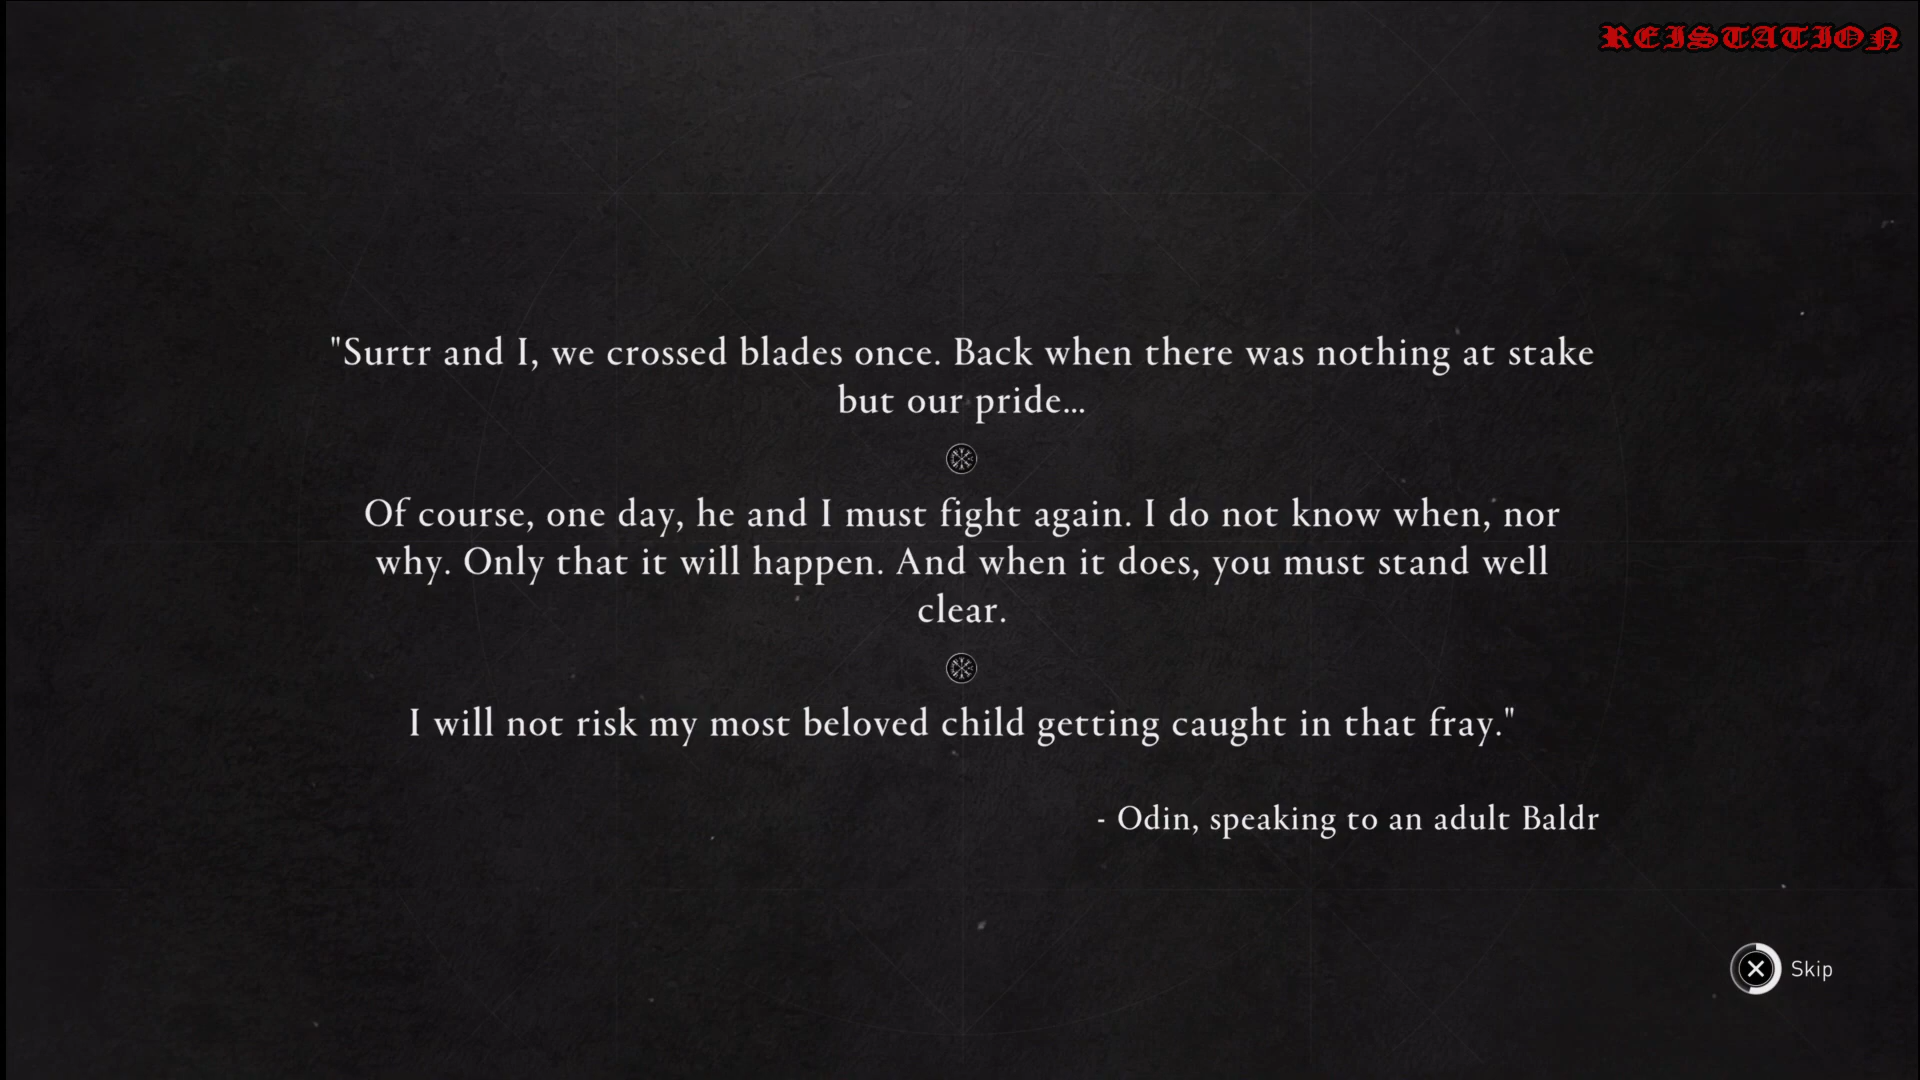 REISTATION
"Surtr and I, we crossed blades once. Back when there was nothing at stake
but our pride...
Of course, one day, he and I must fight again. I do not know when, nor
why. Only that it will happen. And when it does, you must stand well
clear.
I will not risk my most beloved child getting caught in that fray."
- Odin, speaking to an adult Baldr
Skip